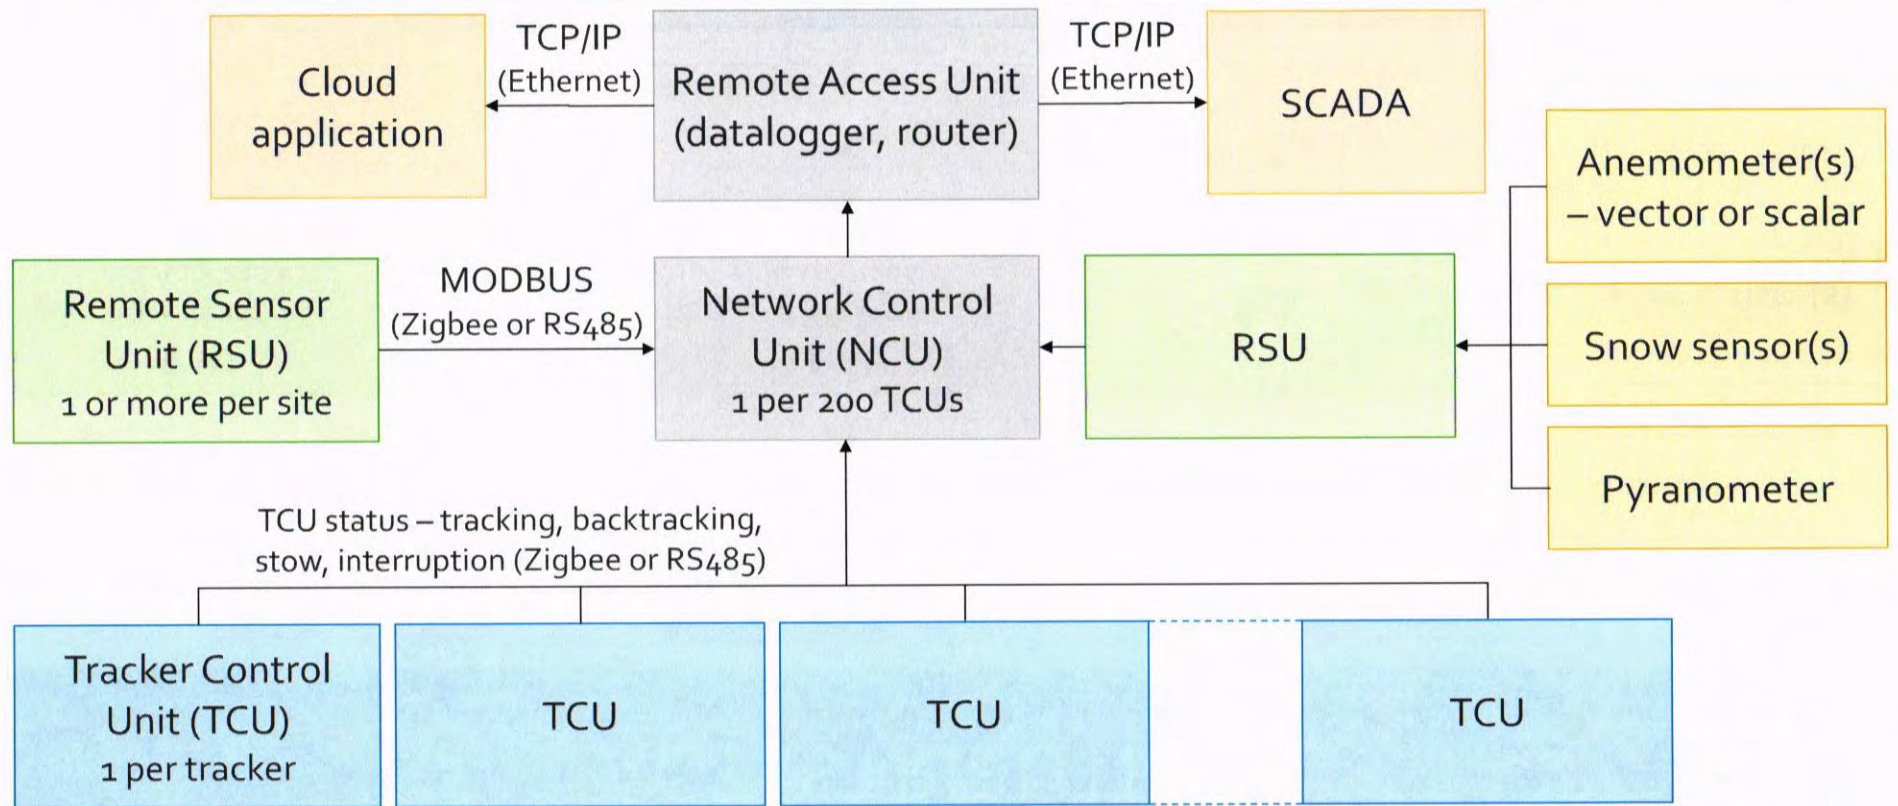 Cloud
application
TCP/IP
(Ethernet)
Remote Access Unit
(datalogger, router)
TCP/IP
(Ethernet)
SCADA
Anemometer(s)
– vector or scalar
Remote Sensor
Unit (RSU)
1 or more per site
MODBUS
(Zigbee or RS485)
Network Control
Unit (NCU)
1 per 200 TCUs
RSU
Snow sensor(s)
Pyranometer
TCU status – tracking, backtracking,
stow, interruption (Zigbee or RS485)
Tracker Control
Unit (TCU)
1 per tracker
TCU
TCU
TCU